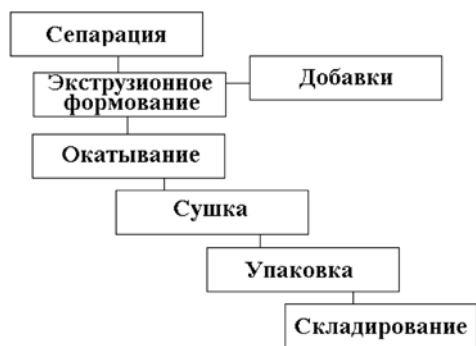 Сепарация
Экструзионное
формование
Добавки
Окатывание
Сушка
Упаковка
Складирование